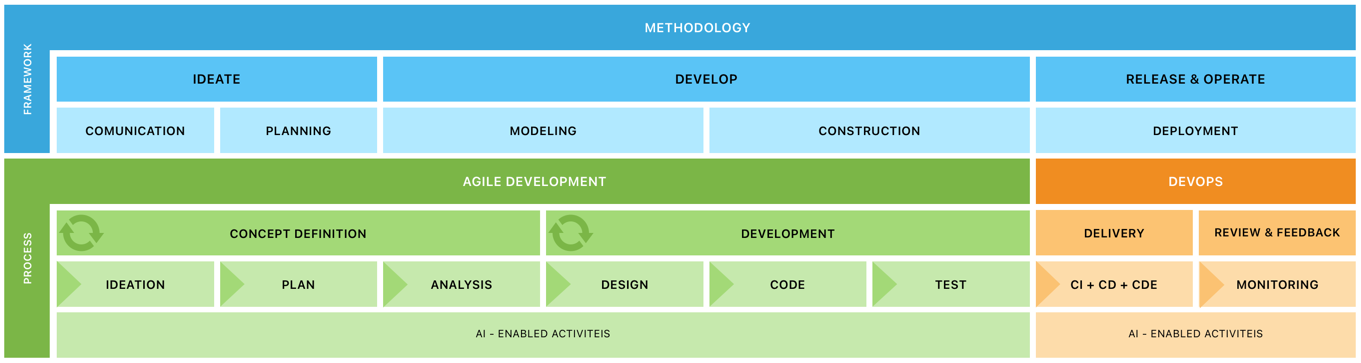 METHODOLOGY
FRAMEWORK
IDEATE
DEVELOP
RELEASE & OPERATE
COMUNICATION
PLANNING
MODELING
CONSTRUCTION
DEPLOYMENT
AGILE DEVELOPMENT
DEVOPS
PROCESS
CONCEPT DEFINITION
DEVELOPMENT
DELIVERY
REVIEW & FEEDBACK
IDEATION
PLAN
ANALYSIS
DESIGN
CODE
TEST
CI + CD + CDE
MONITORING
AI - ENABLED ACTIVITEIS
AI - ENABLED ACTIVITEIS